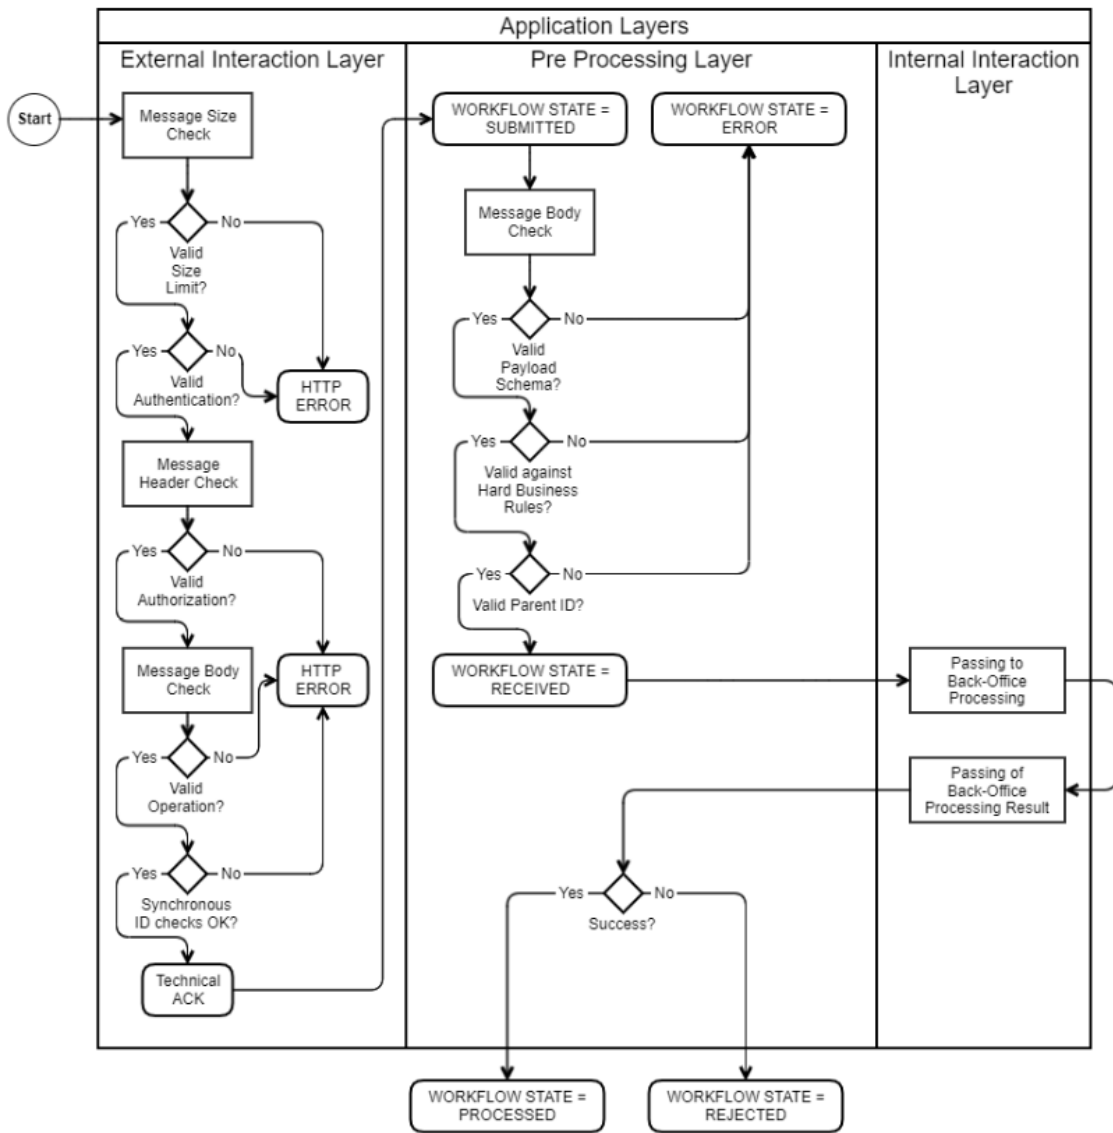 Application Layers
External Interaction Layer
Pre Processing Layer
Internal Interaction
Layer
Start
Message Size
Check
Yes
No
Valid
Size
Limit?
Yes
No
Valid
Authentication?
HTTP
ERROR
Message
Header Check
Yes
No
Valid
Authorization?
Message Body
Check
HTTP
ERROR
Yes
No
Valid
Operation?
Yes
No
Synchronous
ID checks OK?
Technical
ACK
WORKFLOW STATE =
SUBMITTED
WORKFLOW STATE =
ERROR
Message Body
Check
Yes
No
Valid
Payload
Schema?
Yes
No
Valid against
Hard Business
Rules?
Yes
No
Valid Parent ID?
WORKFLOW STATE =
RECEIVED
Passing to
Back-Office
Processing
Passing of
Back-Office
Processing Result
Yes
No
Success?
WORKFLOW STATE =
PROCESSED
WORKFLOW STATE =
REJECTED